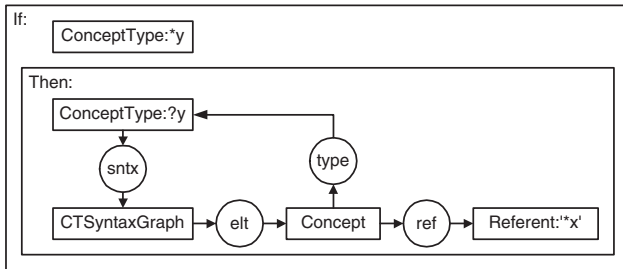 If:
ConceptType:*y
Then:
ConceptType:?y
sntx
type
CTSyntaxGraph
elt
Concept
ref
Referent:'*x'